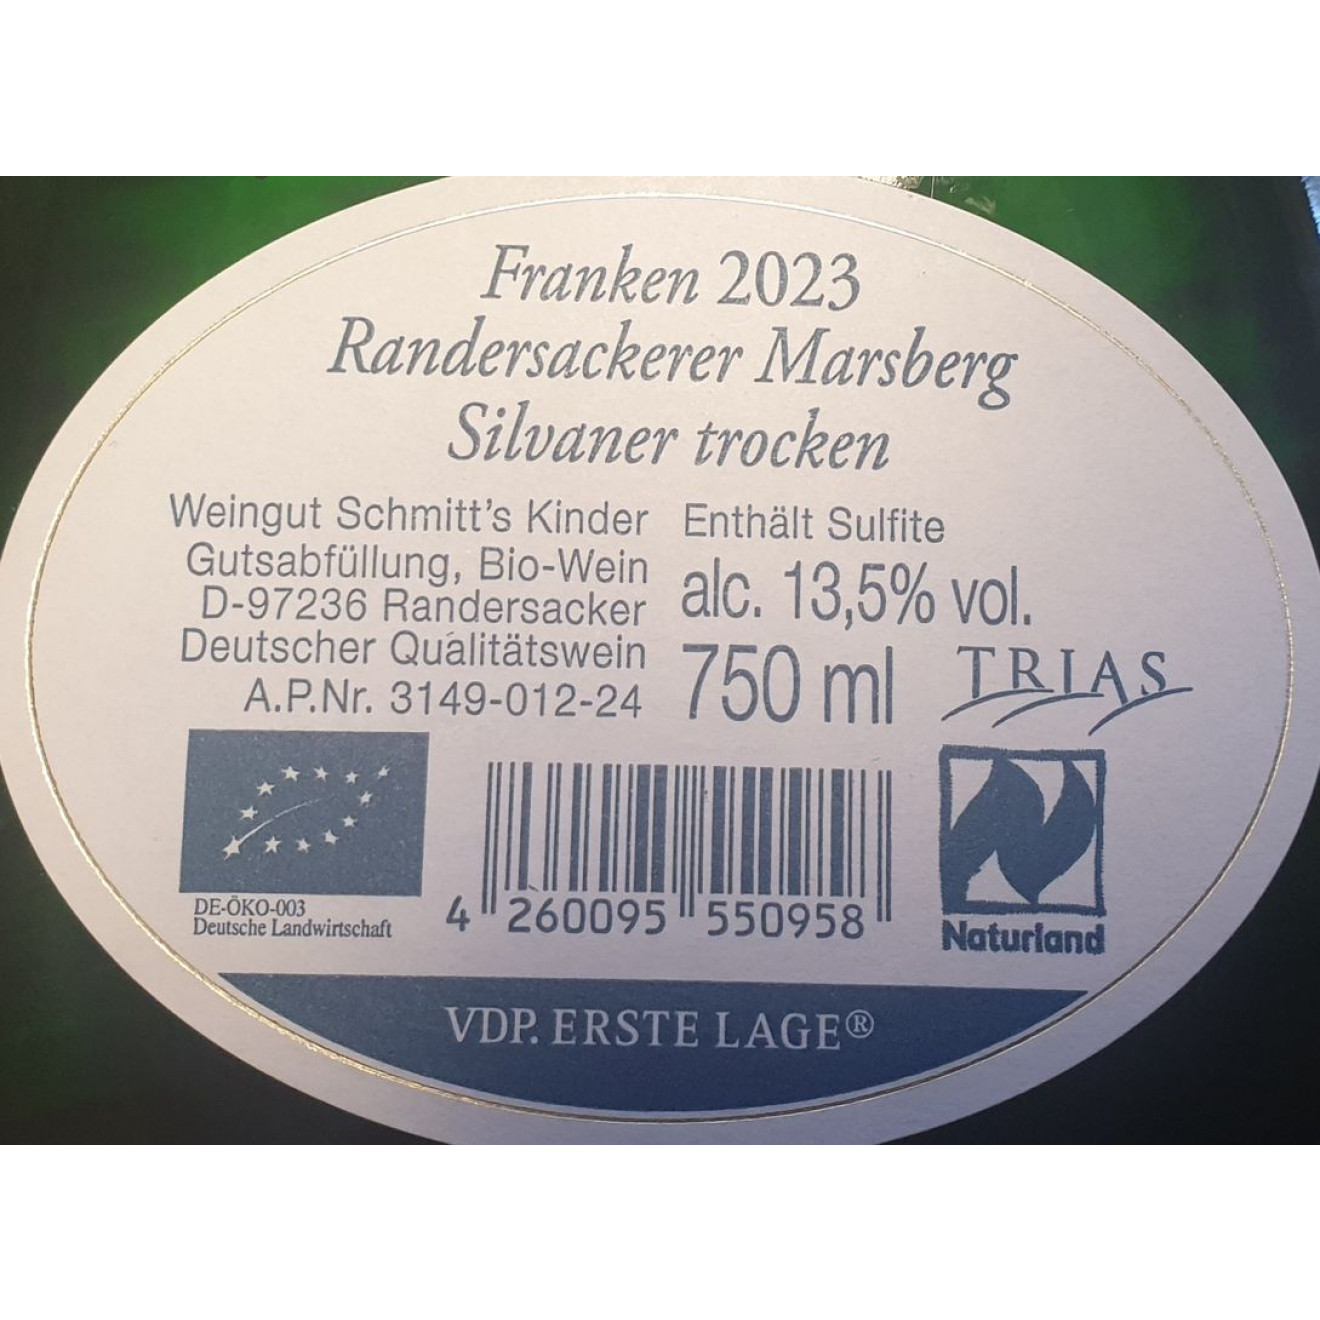 Franken 2023
Randersackerer Marsberg
Silvaner trocken
Weingut Schmitt's Kinder
Gutsabfüllung, Bio-Wein
D-97236 Randersacker
Deutscher Qualitätswein
A.P.Nr. 3149-012-24
Enthält Sulfite
alc. 13,5% vol.
750 ml
TRIAS
DE-ÖKO-003
Deutsche Landwirtschaft
4 260095 550958
Naturland
VDP. ERSTE LAGE®